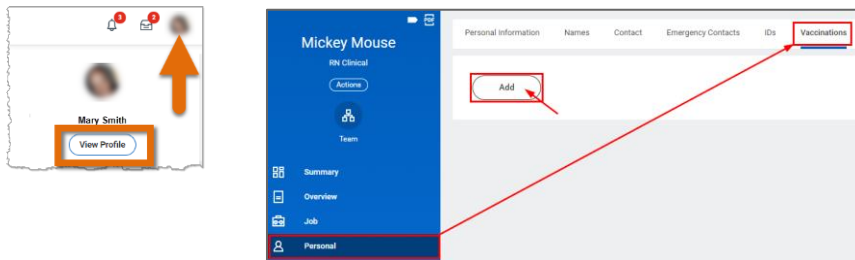 3
2
Mary Smith
View Profile
PDF
Mickey Mouse
RN Clinical
Actions
Team
Summary
Overview
Job
Personal
Personal Information Names Contact Emergency Contacts IDs Vaccinations
Add